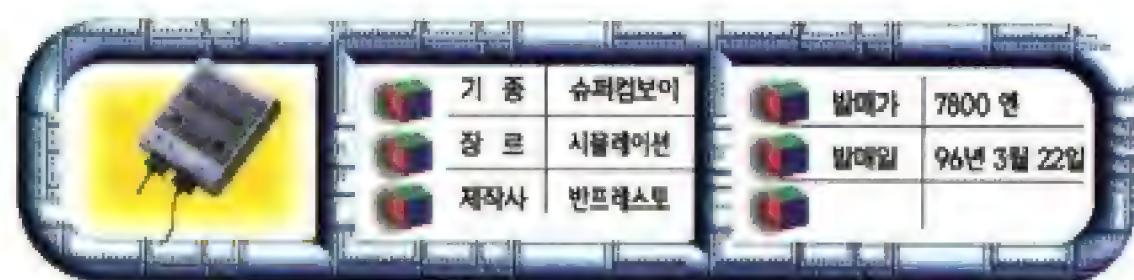 기 종 슈퍼컴보이
장 르 시뮬레이션
제작사 반프레스토
발매가 7800 엔
발매일 96년 3월 22일